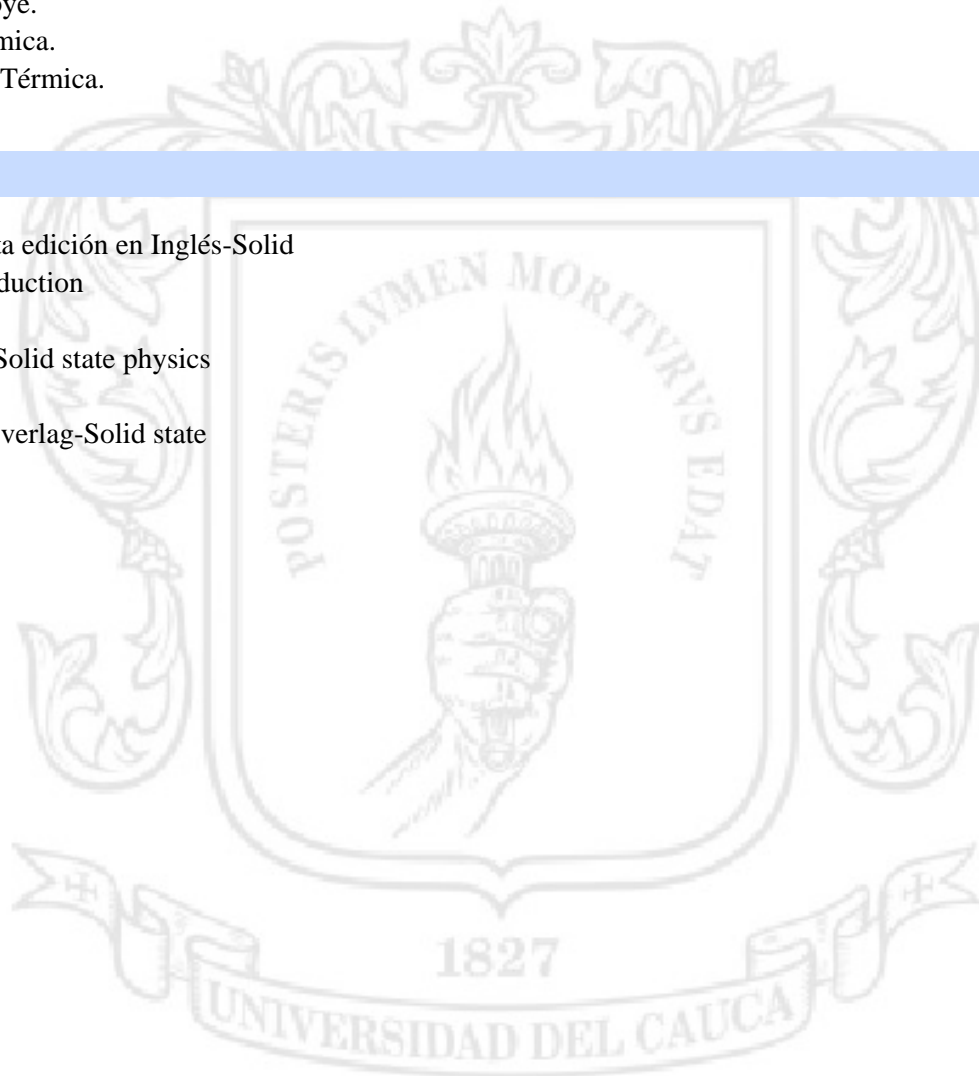 oye.
mica.
Térmica.
ta edición en Inglés-Solid
duction
Solid state physics
verlag-Solid state
POSTERIS LVMEN MORITVRVS EDAT
1827
UNIVERSIDAD DEL CAUCA